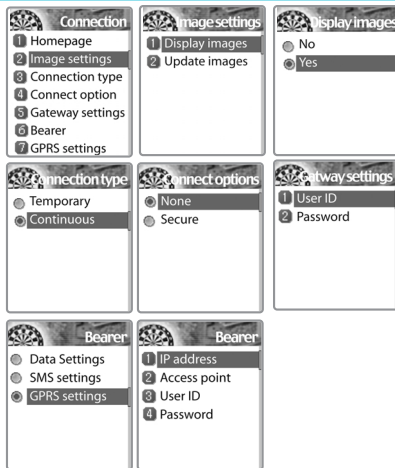 Connection
1 Homepage
2 Image settings
3 Connection type
4 Connect option
5 Gateway settings
6 Bearer
7 GPRS settings
Image settings
1 Display images
2 Update images
Display images
No
Yes
Connection type
Temporary
Continuous
Connect options
None
Secure
Gatway settings
1 User ID
2 Password
Bearer
Data Settings
SMS settings
GPRS settings
Bearer
1 IP address
2 Access point
3 User ID
4 Password